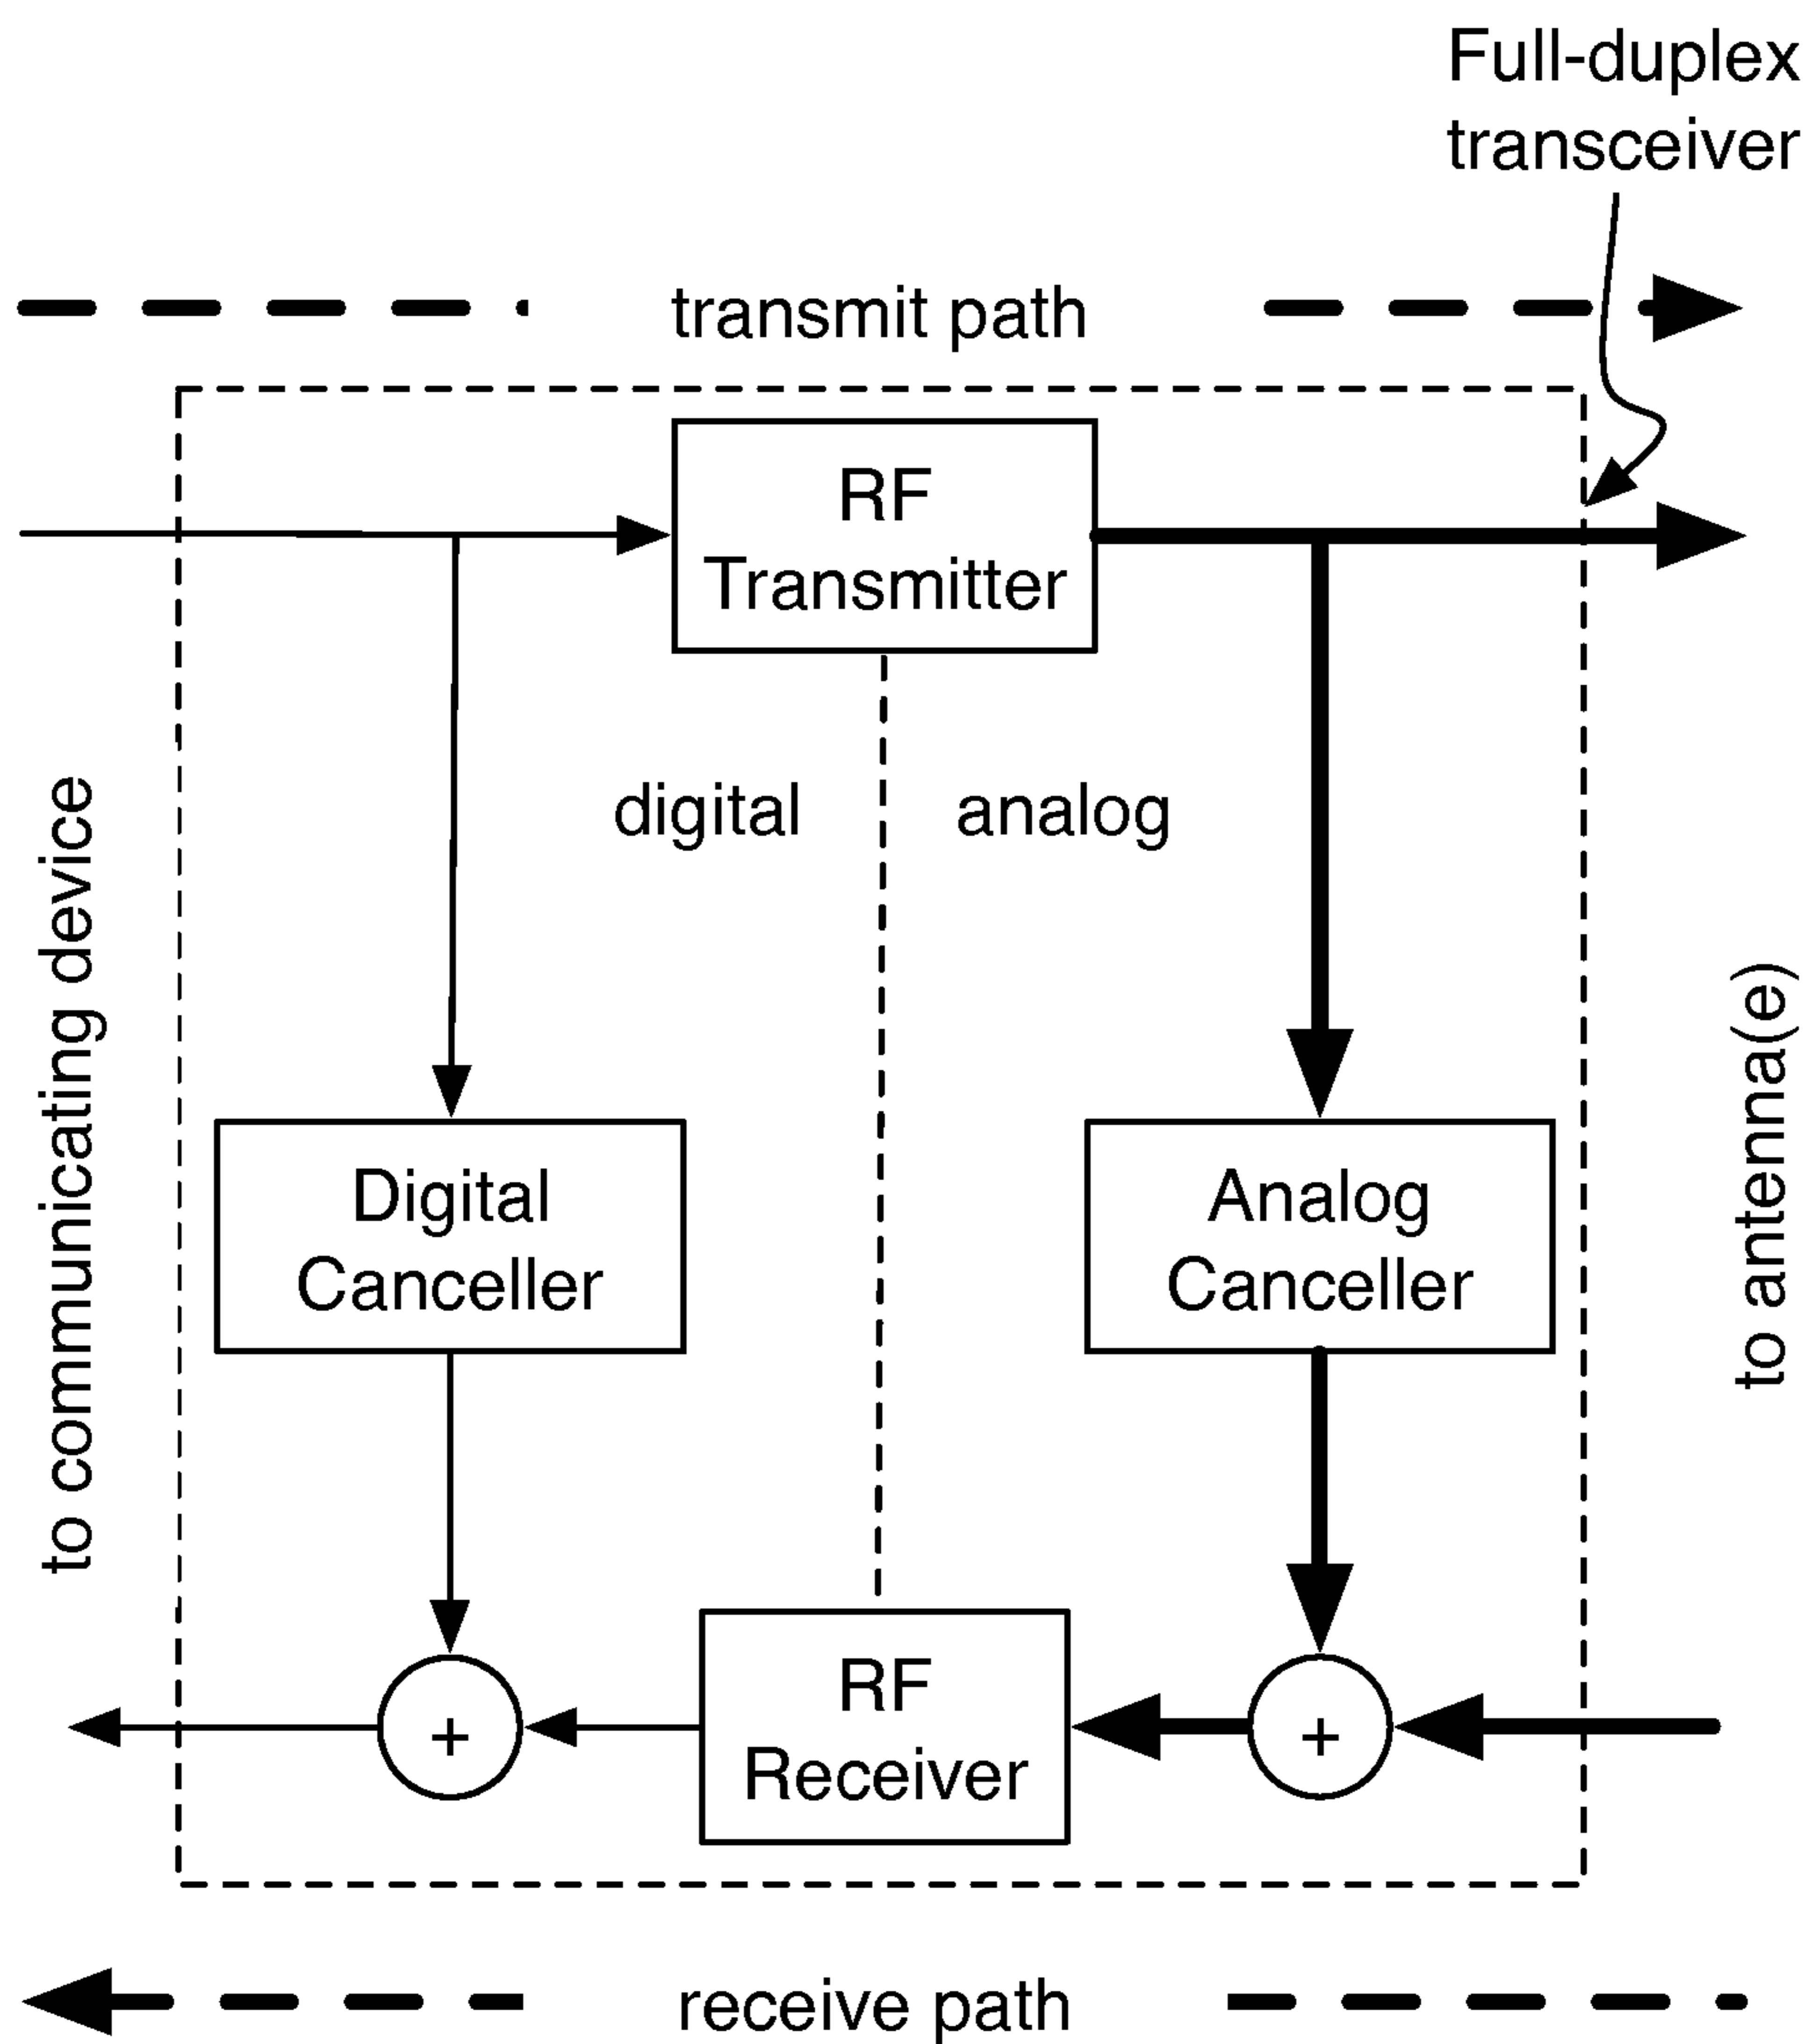 Full-duplex
transceiver
transmit path
RF
Transmitter
digital
analog
to communicating device
to antenna(e)
Digital
Canceller
Analog
Canceller
+
RF
Receiver
+
receive path